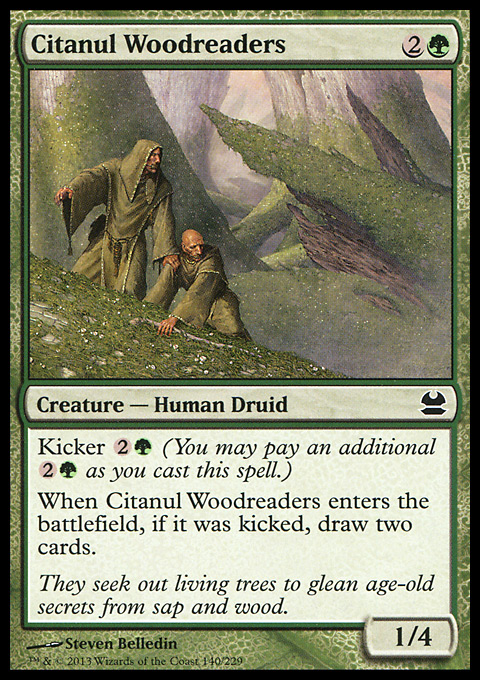 Citanul Woodreaders 2
Creature — Human Druid
Kicker 2 (You may pay an additional
2 as you cast this spell.)
When Citanul Woodreaders enters the
battlefield, if it was kicked, draw two
cards.
They seek out living trees to glean age-old
secrets from sap and wood.
Steven Belledin
™ & © 2013 Wizards of the Coast 140/229
1/4